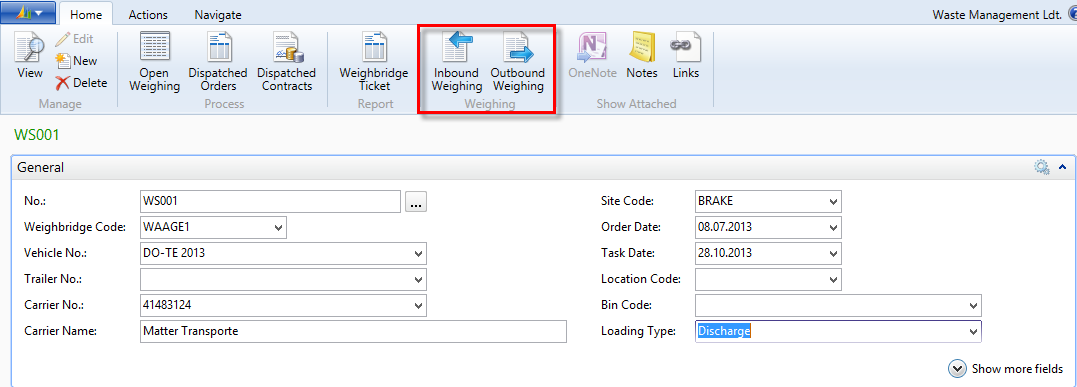 Home Actions Navigate Waste Management Ldt.
View
Edit
New
Delete
Open Weighing
Dispatched Orders
Dispatched Contracts
Weighbridge Ticket
Inbound Weighing
Outbound Weighing
OneNote
Notes
Links
Manage Process Report Weighing Show Attached
WS001
General
No.: WS001 ... Site Code: BRAKE
Weighbridge Code: WAAGE1 Order Date: 08.07.2013
Vehicle No.: DO-TE 2013 Task Date: 28.10.2013
Trailer No.: Location Code:
Carrier No.: 41483124 Bin Code:
Carrier Name: Matter Transporte Loading Type: Discharge
Show more fields